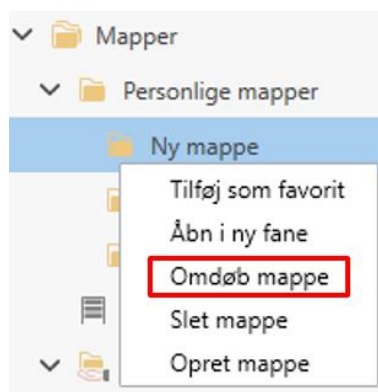 Mapper
Personlige mapper
Ny mappe
Tilføj som favorit
Åbn i ny fane
Omdøb mappe
Slet mappe
Opret mappe